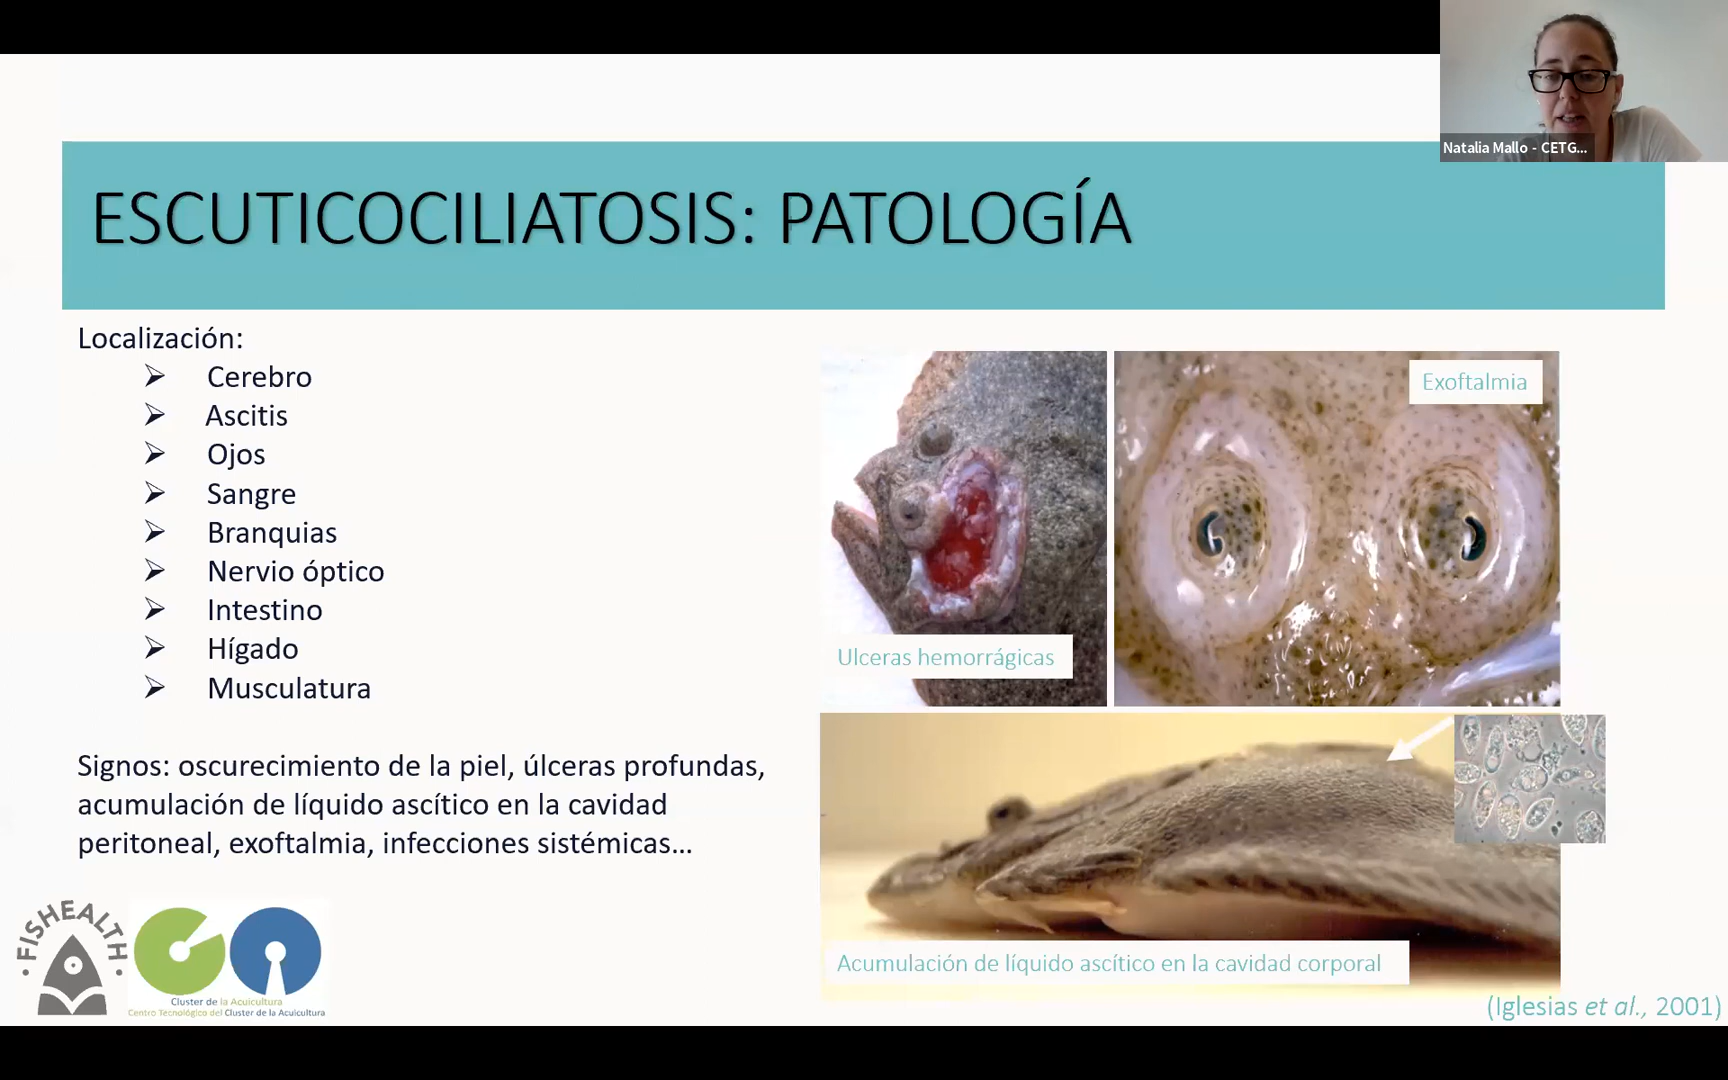 Natalia Mallo - CETG...
ESCUTICOCILIATOSIS: PATOLOGÍA
Localización:
Cerebro
Ascitis
Ojos
Sangre
Branquias
Nervio óptico
Intestino
Hígado
Musculatura
Signos: oscurecimiento de la piel, úlceras profundas,
acumulación de líquido ascítico en la cavidad
peritoneal, exoftalmia, infecciones sistémicas...
Ulceras hemorrágicas
Exoftalmia
Acumulación de líquido ascítico en la cavidad corporal
(Iglesias et al., 2001)
· FISHEALTH ·
Cluster de la Acuicultura
Centro Tecnológico del Cluster de la Acuicultura